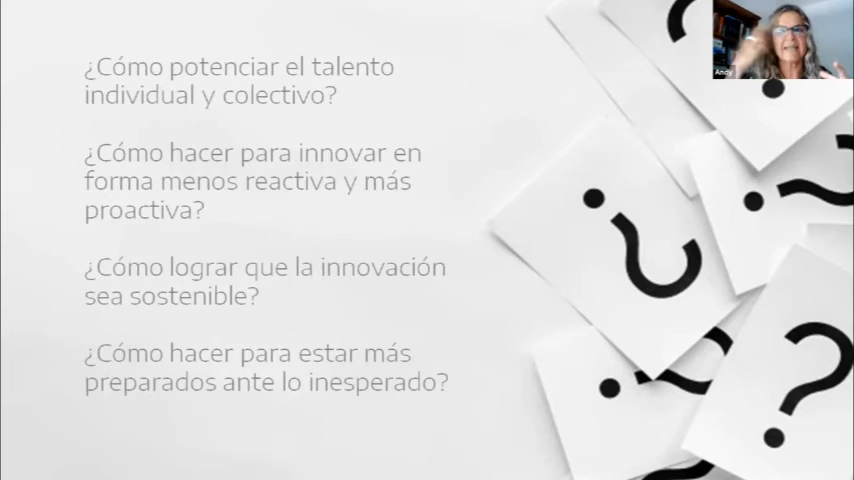 ¿Cómo potenciar el talento
individual y colectivo?
¿Cómo hacer para innovar en
forma menos reactiva y más
proactiva?
¿Cómo lograr que la innovación
sea sostenible?
¿Cómo hacer para estar más
preparados ante lo inesperado?
Andy